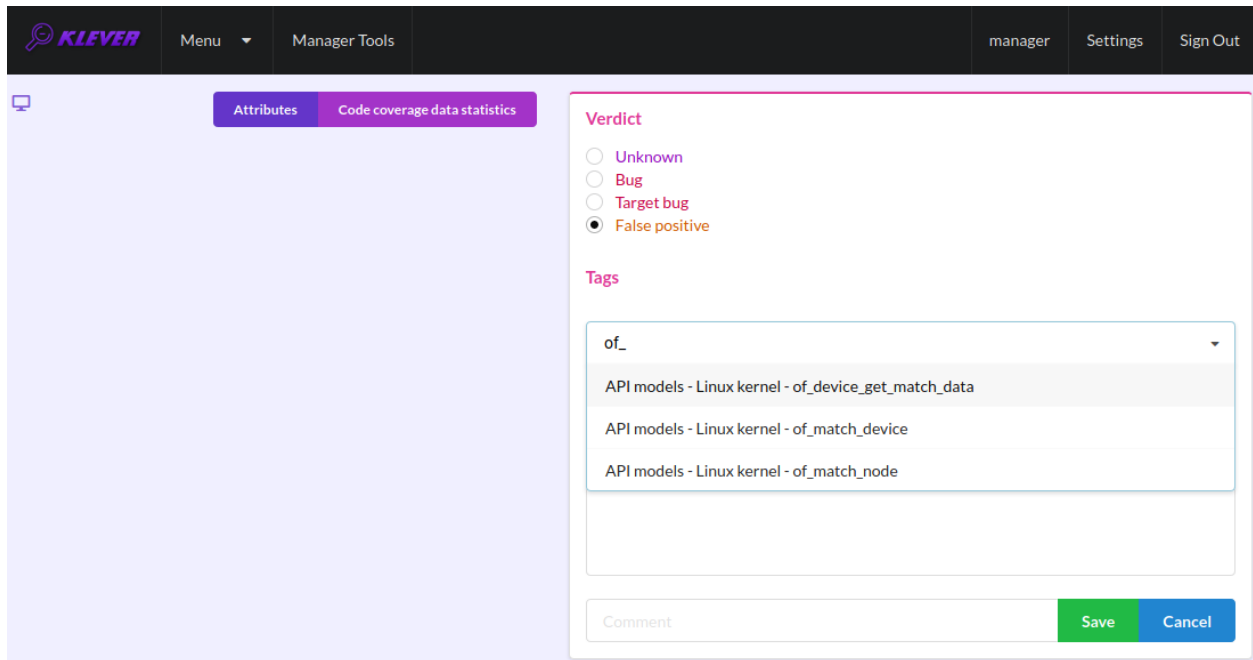 KLEVER Menu Manager Tools manager Settings Sign Out
Attributes Code coverage data statistics
Verdict
Unknown
Bug
Target bug
False positive
Tags
of_
API models - Linux kernel - of_device_get_match_data
API models - Linux kernel - of_match_device
API models - Linux kernel - of_match_node
Comment Save Cancel